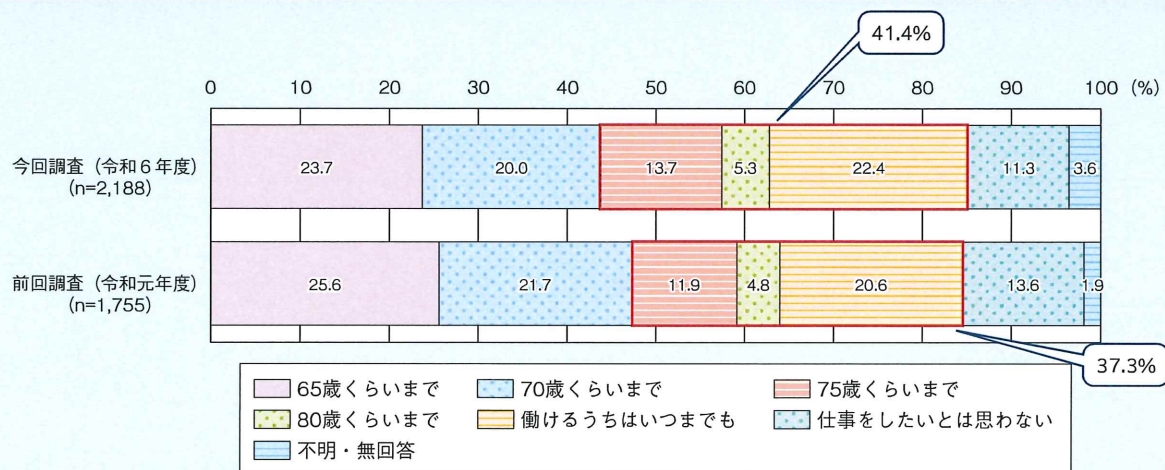 41.4%
0 10 20 30 40 50 60 70 80 90 100 (%)
今回調査（令和6年度）
(n=2,188)
23.7 20.0 13.7 5.3 22.4 11.3 3.6
前回調査（令和元年度）
(n=1,755)
25.6 21.7 11.9 4.8 20.6 13.6 1.9
37.3%
65歳くらいまで 70歳くらいまで 75歳くらいまで
80歳くらいまで 働けるうちはいつまでも 仕事をしたいとは思わない
不明・無回答